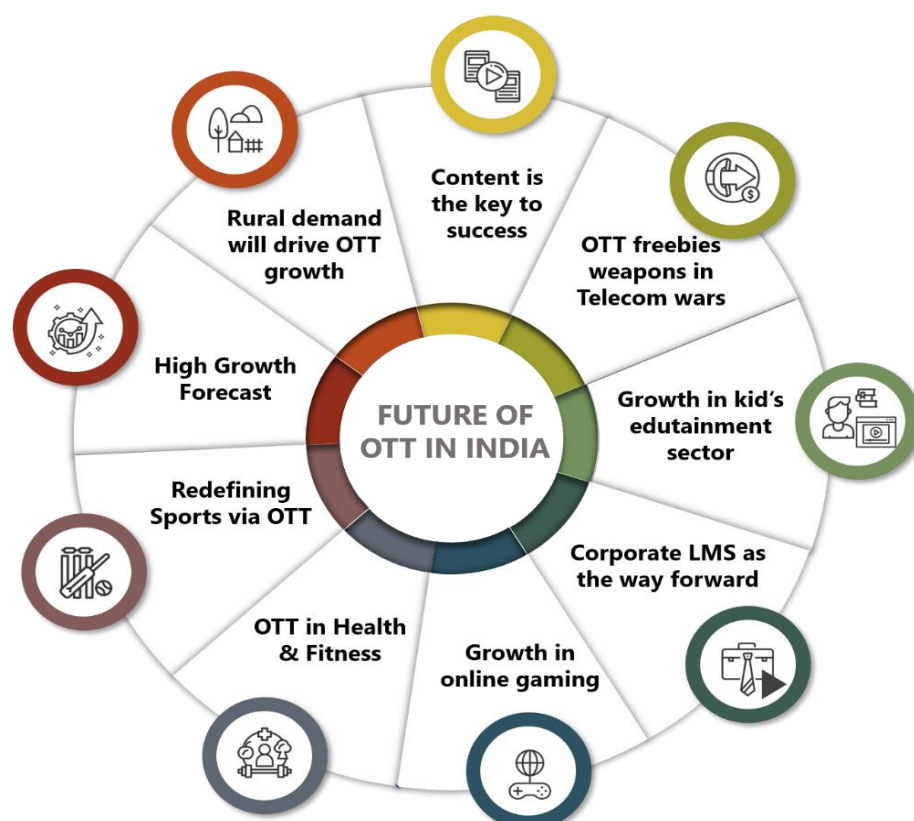 Content is
the key to
success
OTT freebies
weapons in
Telecom wars
Growth in kid’s
edutainment
sector
Corporate LMS as
the way forward
Growth in
online gaming
OTT in Health
& Fitness
Redefining
Sports via OTT
High Growth
Forecast
Rural demand
will drive OTT
growth
FUTURE OF
OTT IN INDIA
$